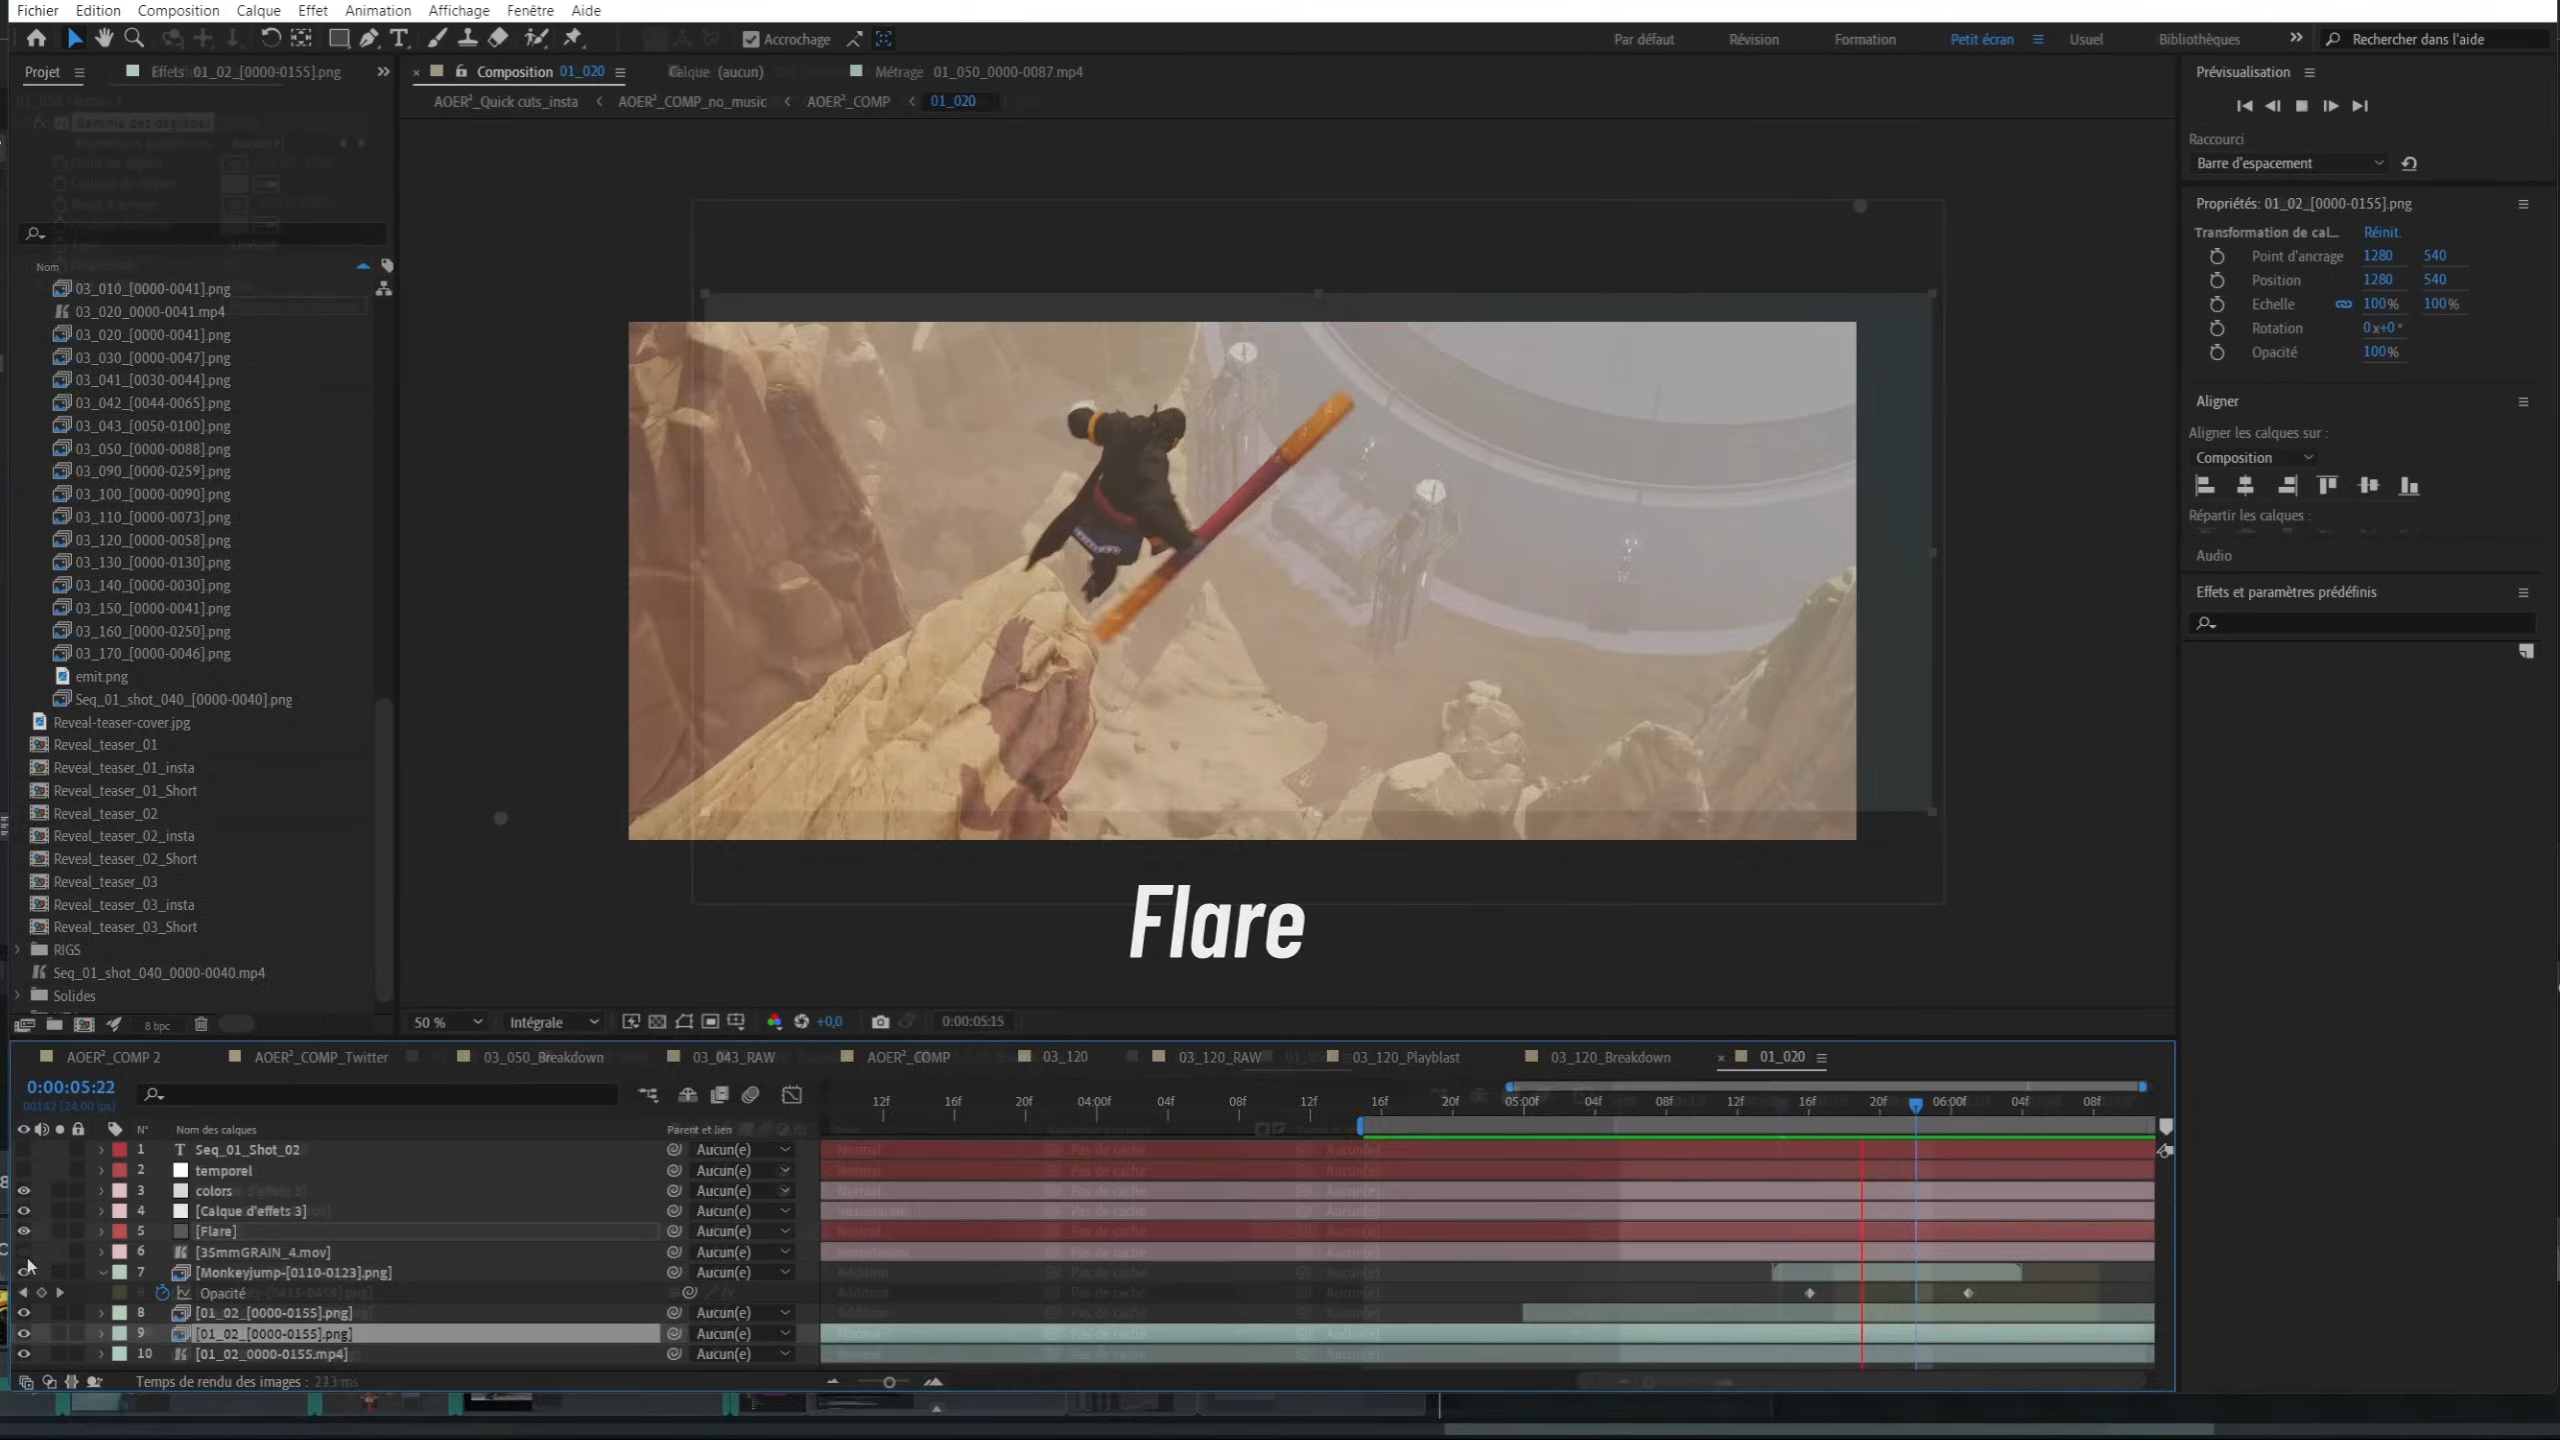 Fichier Edition Composition Calque Effet Animation Affichage Fenêtre Aide
Accrochage Par défaut Révision Formation Petit écran Usuel Bibliothèques Rechercher dans l'aide
Projet Effets 01_02_[0000-0155].png Composition 01_020 Calque (aucun) Métrage 01_050_0000-0087.mp4 Prévisualisation
AOER²_Quick cuts_insta AOER²_COMP_no_music AOER²_COMP 01_020
Raccourci
Barre d'espacement
Propriétés: 01_02_[0000-0155].png
Transformation de cal... Réinit.
Point d'ancrage 1280 540
Position 1280 540
Echelle 100% 100%
Rotation 0x+0°
Opacité 100%
Aligner
Aligner les calques sur :
Composition
Répartir les calques :
Audio
Effets et paramètres prédéfinis
Nom
03_010_[0000-0041].png
03_020_0000-0041.mp4
03_020_[0000-0041].png
03_030_[0000-0047].png
03_041_[0030-0044].png
03_042_[0044-0065].png
03_043_[0050-0100].png
03_050_[0000-0088].png
03_090_[0000-0259].png
03_100_[0000-0090].png
03_110_[0000-0073].png
03_120_[0000-0058].png
03_130_[0000-0130].png
03_140_[0000-0030].png
03_150_[0000-0041].png
03_160_[0000-0250].png
03_170_[0000-0046].png
emit.png
Seq_01_shot_040_[0000-0040].png
Reveal-teaser-cover.jpg
Reveal_teaser_01
Reveal_teaser_01_insta
Reveal_teaser_01_Short
Reveal_teaser_02
Reveal_teaser_02_insta
Reveal_teaser_02_Short
Reveal_teaser_03
Reveal_teaser_03_insta
Reveal_teaser_03_Short
RIGS
Seq_01_shot_040_0000-0040.mp4
Solides
8 bpc
Flare
50 % Intégrale +0,0 0:00:05:15
AOER²_COMP 2 AOER²_COMP_Twitter 03_050_Breakdown 03_043_RAW AOER²_COMP 03_120 03_120_RAW 03_120_Playblast 03_120_Breakdown 01_020
0:00:05:22
00142 (24.00 ips)
12f 16f 20f 04:00f 04f 08f 12f 16f 20f 05:00f 04f 08f 12f 16f 20f 06:00f 04f 08f
N° Nom des calques Parent et lien
1 Seq_01_Shot_02 Aucun(e)
2 temporel Aucun(e)
3 colors Aucun(e)
4 [Calque d'effets 3] Aucun(e)
5 [Flare] Aucun(e)
6 [35mmGRAIN_4.mov] Aucun(e)
7 [Monkeyjump-[0110-0123].png] Aucun(e)
Opacité
8 [01_02_[0000-0155].png] Aucun(e)
9 [01_02_[0000-0155].png] Aucun(e)
10 [01_02_0000-0155.mp4] Aucun(e)
Temps de rendu des images :